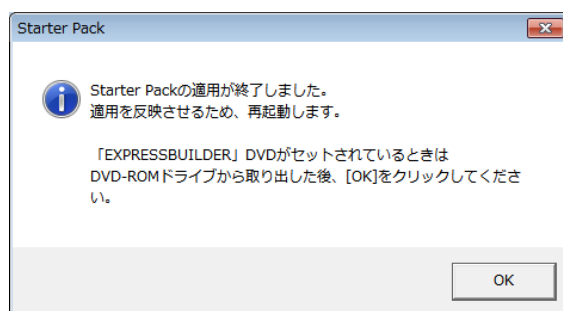 Starter Pack
Starter Packの適用が終了しました。
適用を反映させるため、再起動します。
「EXPRESSBUILDER」DVDがセットされているときは
DVD-ROMドライブから取り出した後、[OK]をクリックしてくださ
い。
OK